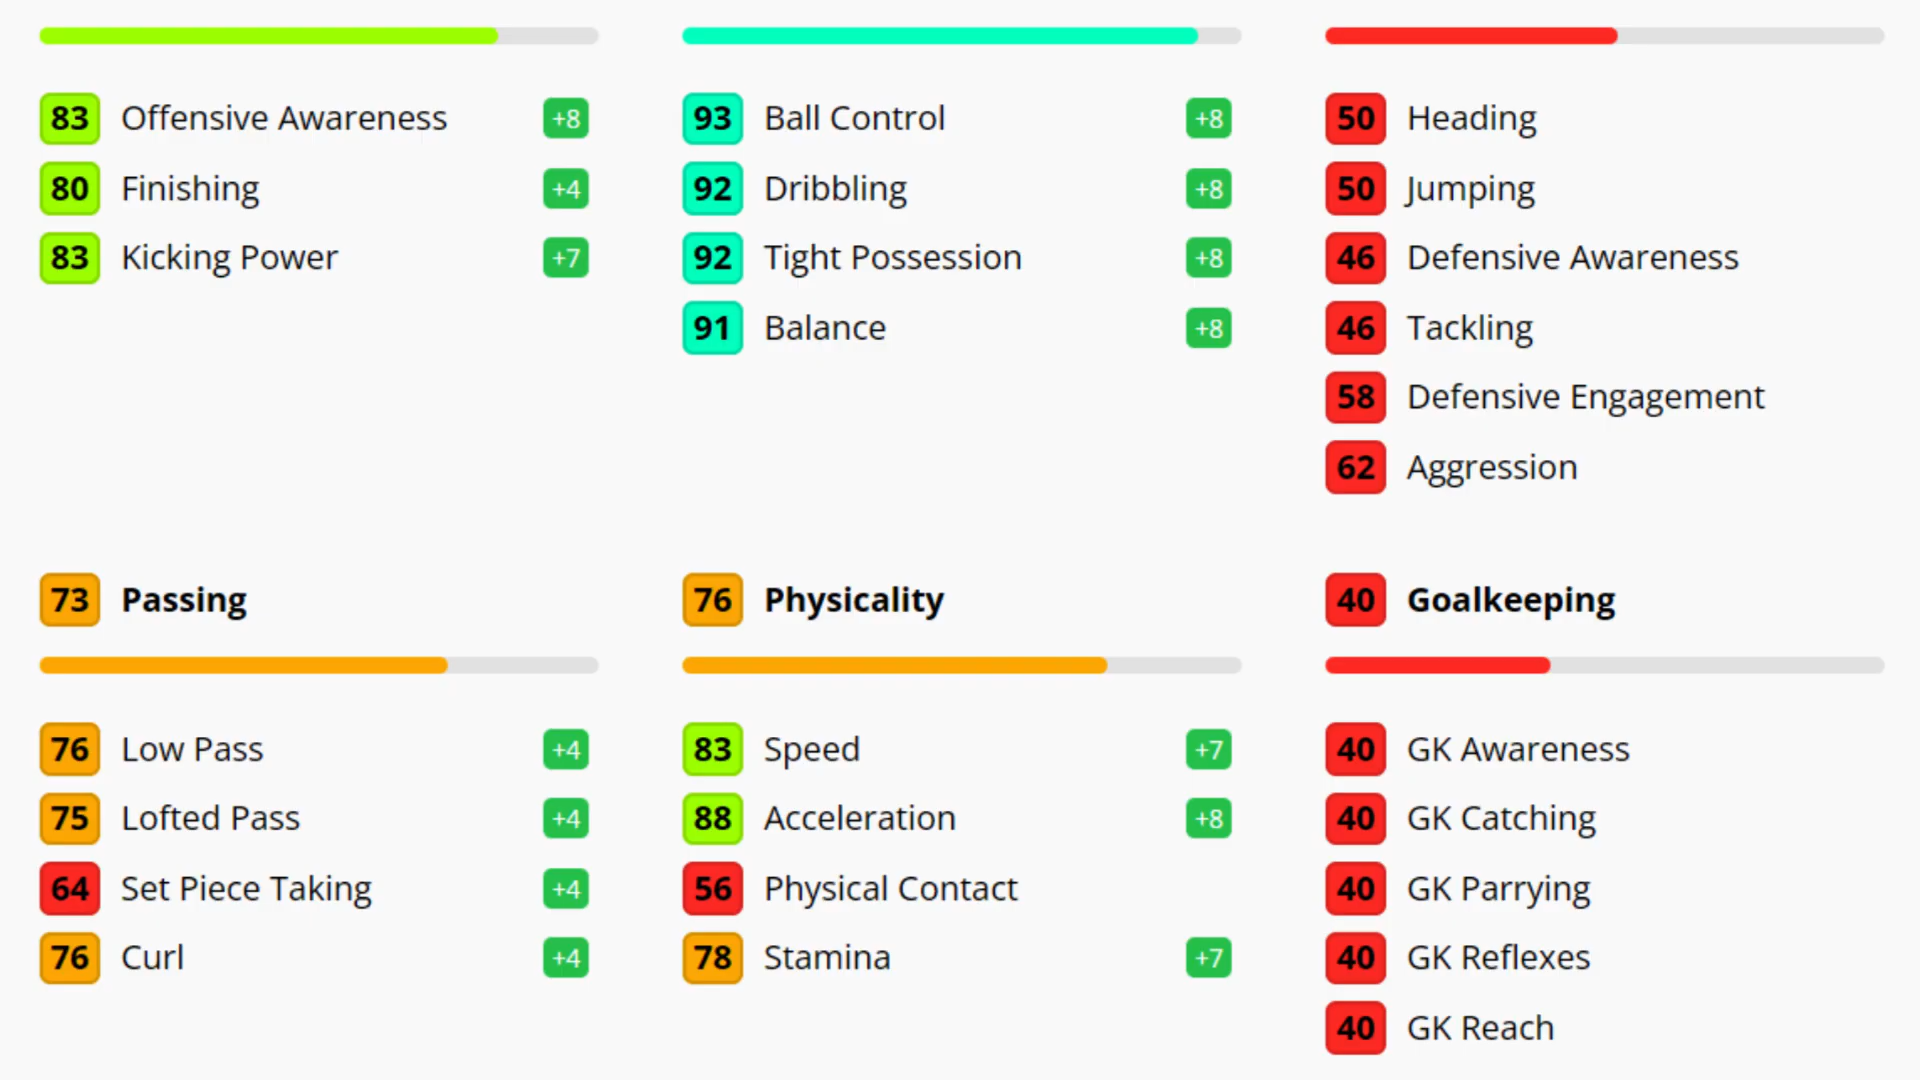 83 Offensive Awareness +8
80 Finishing +4
83 Kicking Power +7
93 Ball Control +8
92 Dribbling +8
92 Tight Possession +8
91 Balance +8
50 Heading
50 Jumping
46 Defensive Awareness
46 Tackling
58 Defensive Engagement
62 Aggression
73 Passing
76 Low Pass +4
75 Lofted Pass +4
64 Set Piece Taking +4
76 Curl +4
76 Physicality
83 Speed +7
88 Acceleration +8
56 Physical Contact
78 Stamina +7
40 Goalkeeping
40 GK Awareness
40 GK Catching
40 GK Parrying
40 GK Reflexes
40 GK Reach